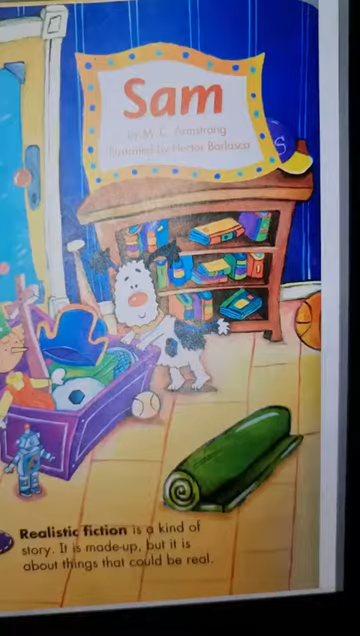 Sam
by M. C. Armstrong
illustrated by Hector Borlasca
S
Realistic fiction is a kind of
story. It is made-up, but it is
about things that could be real.